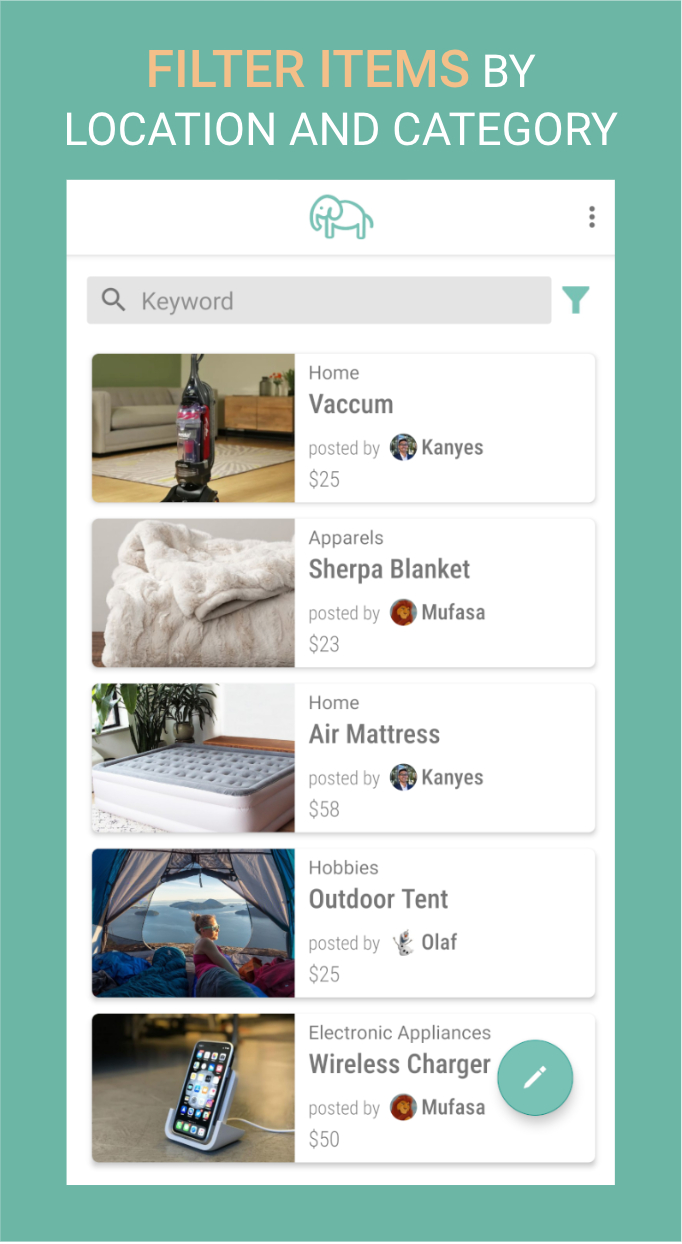 FILTER ITEMS BY
LOCATION AND CATEGORY
Keyword
Home
Vaccum
posted by Kanyes
$25
Apparels
Sherpa Blanket
posted by Mufasa
$23
Home
Air Mattress
posted by Kanyes
$58
Hobbies
Outdoor Tent
posted by Olaf
$25
Electronic Appliances
Wireless Charger
posted by Mufasa
$50